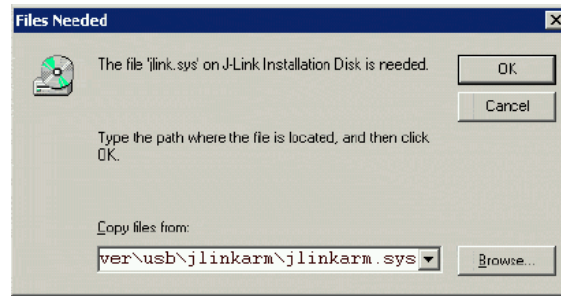 Files Needed
The file 'jlink.sys' on J-Link Installation Disk is needed.
OK
Cancel
Type the path where the file is located, and then click
OK.
Copy files from:
ver\usb\jlinkarm\jlinkarm.sys
Browse...